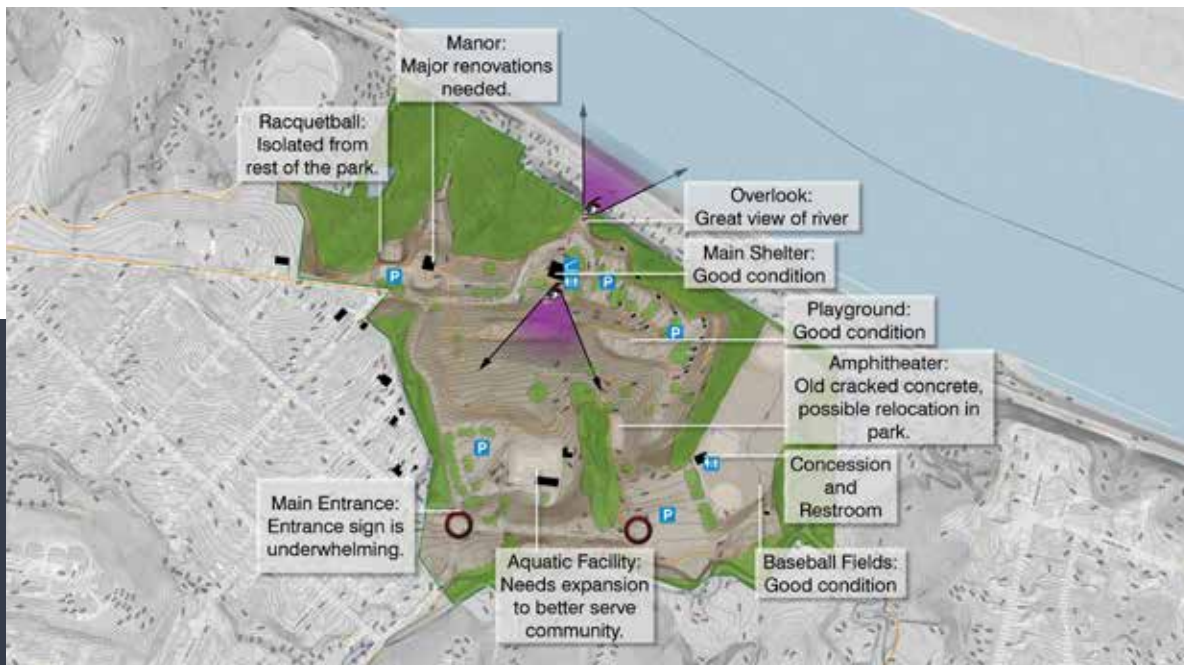 Manor:
Major renovations
needed.
Racquetball:
Isolated from
rest of the park.
Overlook:
Great view of river
Main Shelter:
Good condition
P
P
P
Playground:
Good condition
Amphitheater:
Old cracked concrete,
possible relocation in
park.
P
Concession
and
Restroom
Main Entrance:
Entrance sign is
underwhelming.
P
Aquatic Facility:
Needs expansion
to better serve
community.
Baseball Fields:
Good condition